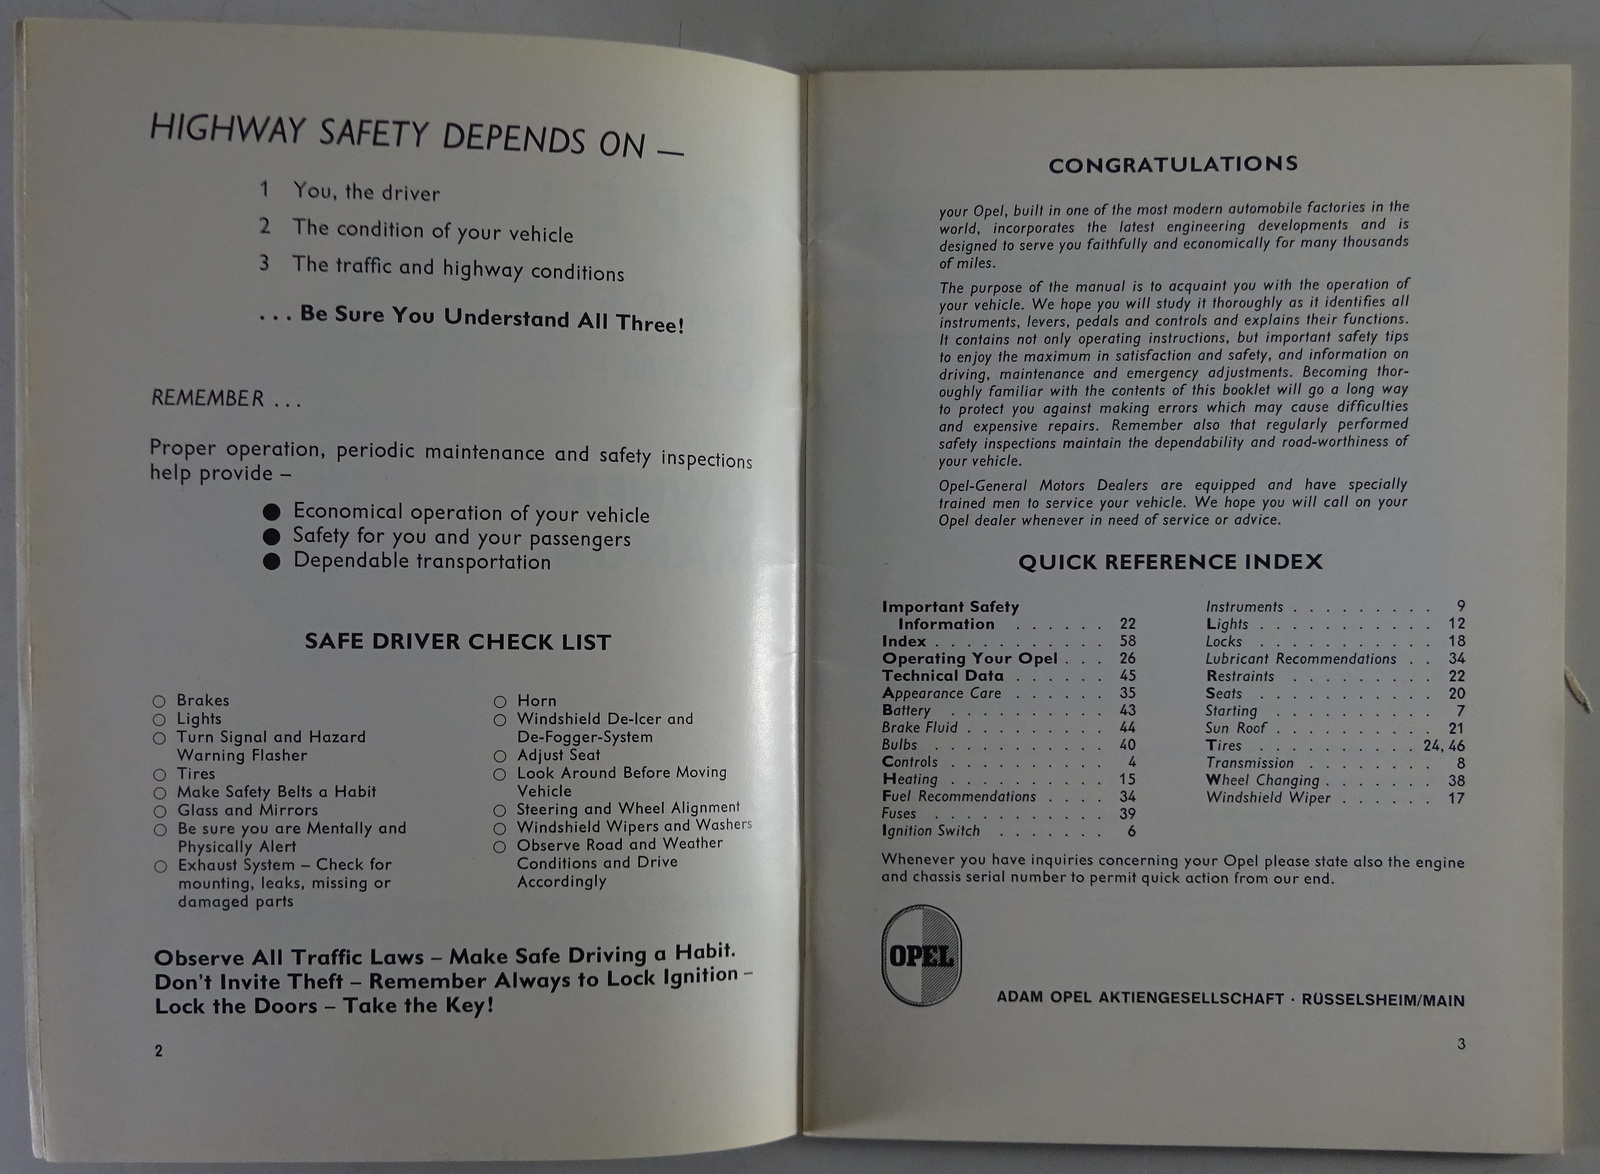 HIGHWAY SAFETY DEPENDS ON —
1 You, the driver
2 The condition of your vehicle
3 The traffic and highway conditions
. . . Be Sure You Understand All Three!
REMEMBER . . .
Proper operation, periodic maintenance and safety inspections
help provide –
● Economical operation of your vehicle
● Safety for you and your passengers
● Dependable transportation
SAFE DRIVER CHECK LIST
○ Brakes
○ Lights
○ Turn Signal and Hazard
Warning Flasher
○ Tires
○ Make Safety Belts a Habit
○ Glass and Mirrors
○ Be sure you are Mentally and
Physically Alert
○ Exhaust System – Check for
mounting, leaks, missing or
damaged parts
○ Horn
○ Windshield De-Icer and
De-Fogger-System
○ Adjust Seat
○ Look Around Before Moving
Vehicle
○ Steering and Wheel Alignment
○ Windshield Wipers and Washers
○ Observe Road and Weather
Conditions and Drive
Accordingly
Observe All Traffic Laws – Make Safe Driving a Habit.
Don't Invite Theft – Remember Always to Lock Ignition –
Lock the Doors – Take the Key!
2
CONGRATULATIONS
your Opel, built in one of the most modern automobile factories in the
world, incorporates the latest engineering developments and is
designed to serve you faithfully and economically for many thousands
of miles.
The purpose of the manual is to acquaint you with the operation of
your vehicle. We hope you will study it thoroughly as it identifies all
instruments, levers, pedals and controls and explains their functions.
It contains not only operating instructions, but important safety tips
to enjoy the maximum in satisfaction and safety, and information on
driving, maintenance and emergency adjustments. Becoming thor-
oughly familiar with the contents of this booklet will go a long way
to protect you against making errors which may cause difficulties
and expensive repairs. Remember also that regularly performed
safety inspections maintain the dependability and road-worthiness of
your vehicle.
Opel-General Motors Dealers are equipped and have specially
trained men to service your vehicle. We hope you will call on your
Opel dealer whenever in need of service or advice.
QUICK REFERENCE INDEX
Important Safety
Information . . . . . . 22
Index . . . . . . . . . . 58
Operating Your Opel . . . 26
Technical Data . . . . . . 45
Appearance Care . . . . . . 35
Battery . . . . . . . . . 43
Brake Fluid . . . . . . . . 44
Bulbs . . . . . . . . . . 40
Controls . . . . . . . . . 4
Heating . . . . . . . . . 15
Fuel Recommendations . . . . 34
Fuses . . . . . . . . . . 39
Ignition Switch . . . . . . . 6
Instruments . . . . . . . . . 9
Lights . . . . . . . . . . . 12
Locks . . . . . . . . . . . 18
Lubricant Recommendations . . 34
Restraints . . . . . . . . . 22
Seats . . . . . . . . . . . 20
Starting . . . . . . . . . . 7
Sun Roof . . . . . . . . . . 21
Tires . . . . . . . . . . 24, 46
Transmission . . . . . . . . 8
Wheel Changing . . . . . . . 38
Windshield Wiper . . . . . . 17
Whenever you have inquiries concerning your Opel please state also the engine
and chassis serial number to permit quick action from our end.
OPEL
ADAM OPEL AKTIENGESELLSCHAFT · RÜSSELSHEIM/MAIN
3